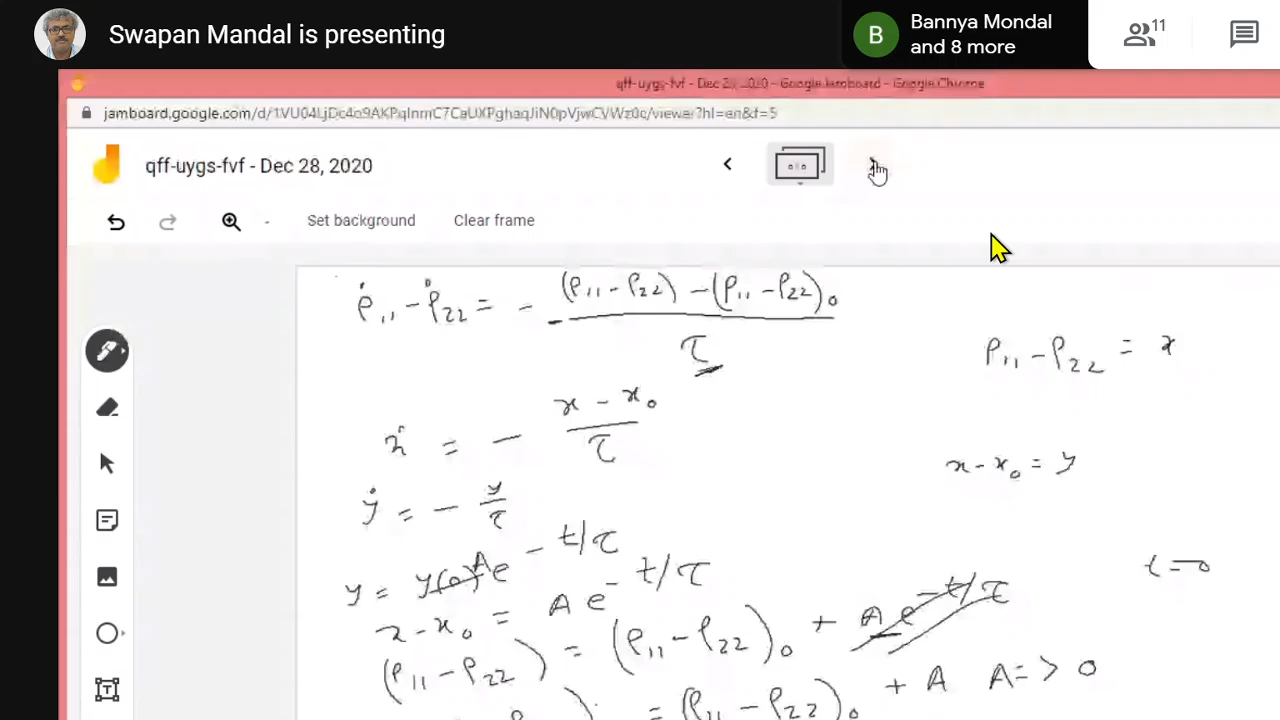 Swapan Mandal is presenting
B
Bannya Mondal
and 8 more
11
qff-uygs-fvf - Dec 28, 2020 - Google Jamboard - Google Chrome
qff-uygs-fvf - Dec 28, 2020
Set background
Clear frame
ρ̇₁₁ - ρ̇₂₂ = - ((ρ₁₁ - ρ₂₂) - (ρ₁₁ - ρ₂₂)₀) / τ
ρ₁₁ - ρ₂₂ = x
ẋ = - (x - x₀) / τ
x - x₀ = y
ẏ = - y/τ
y = A e^(-t/τ)
t = 0
x - x₀ = A e^(-t/τ)
(ρ₁₁ - ρ₂₂) = (ρ₁₁ - ρ₂₂)₀ + A e^(-t/τ)
= (ρ₁₁ - ρ₂₂)₀ + A A => 0